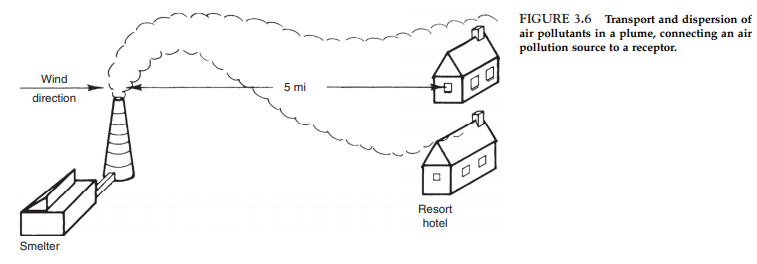 FIGURE 3.6 Transport and dispersion of
air pollutants in a plume, connecting an air
pollution source to a receptor.
Wind
direction
5 mi
Resort
hotel
Smelter